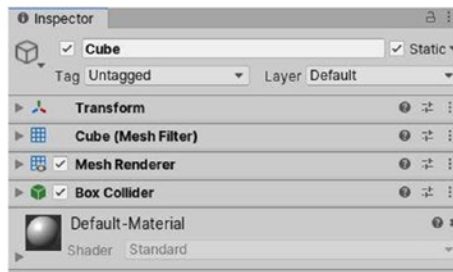 Inspector
Cube Static
Tag Untagged Layer Default
Transform
Cube (Mesh Filter)
Mesh Renderer
Box Collider
Default-Material
Shader Standard